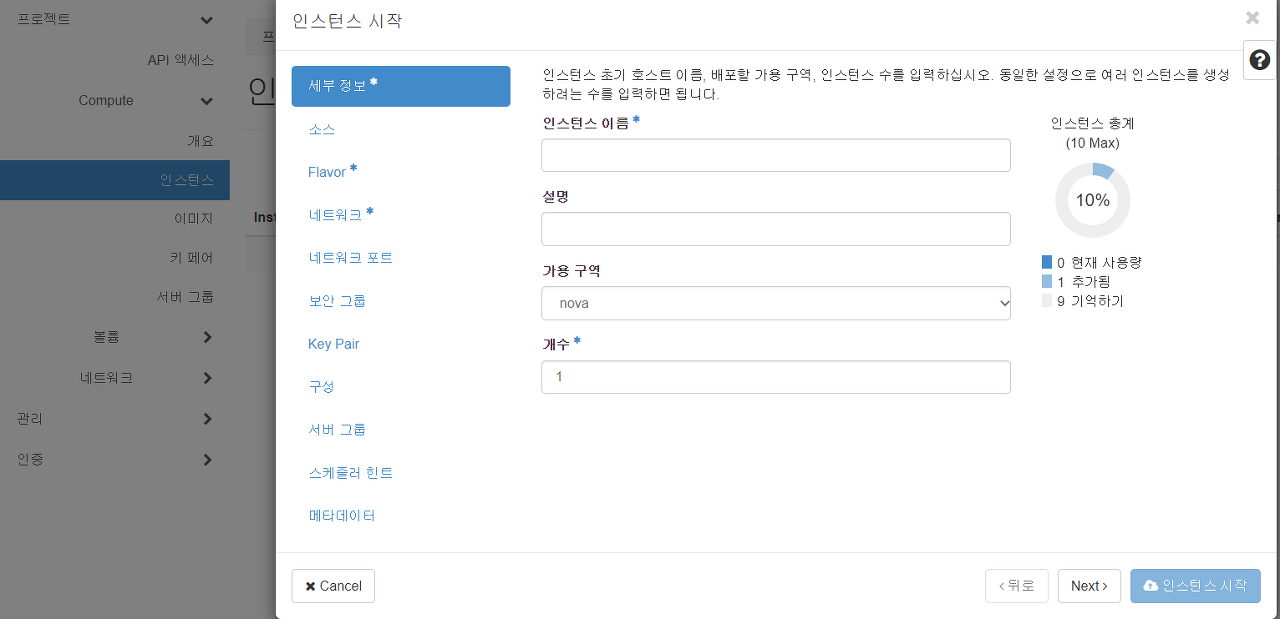 프로젝트
API 액세스
Compute
개요
인스턴스
이미지
키 페어
서버 그룹
볼륨
네트워크
관리
인증
프
인
Inst
인스턴스 시작
세부 정보 *
소스
Flavor *
네트워크 *
네트워크 포트
보안 그룹
Key Pair
구성
서버 그룹
스케줄러 힌트
메타데이터
인스턴스 초기 호스트 이름, 배포할 가용 구역, 인스턴스 수를 입력하십시오. 동일한 설정으로 여러 인스턴스를 생성
하려는 수를 입력하면 됩니다.
인스턴스 이름 *
설명
가용 구역
nova
개수 *
1
인스턴스 총계
(10 Max)
10%
0 현재 사용량
1 추가됨
9 기억하기
Cancel
< 뒤로
Next >
인스턴스 시작